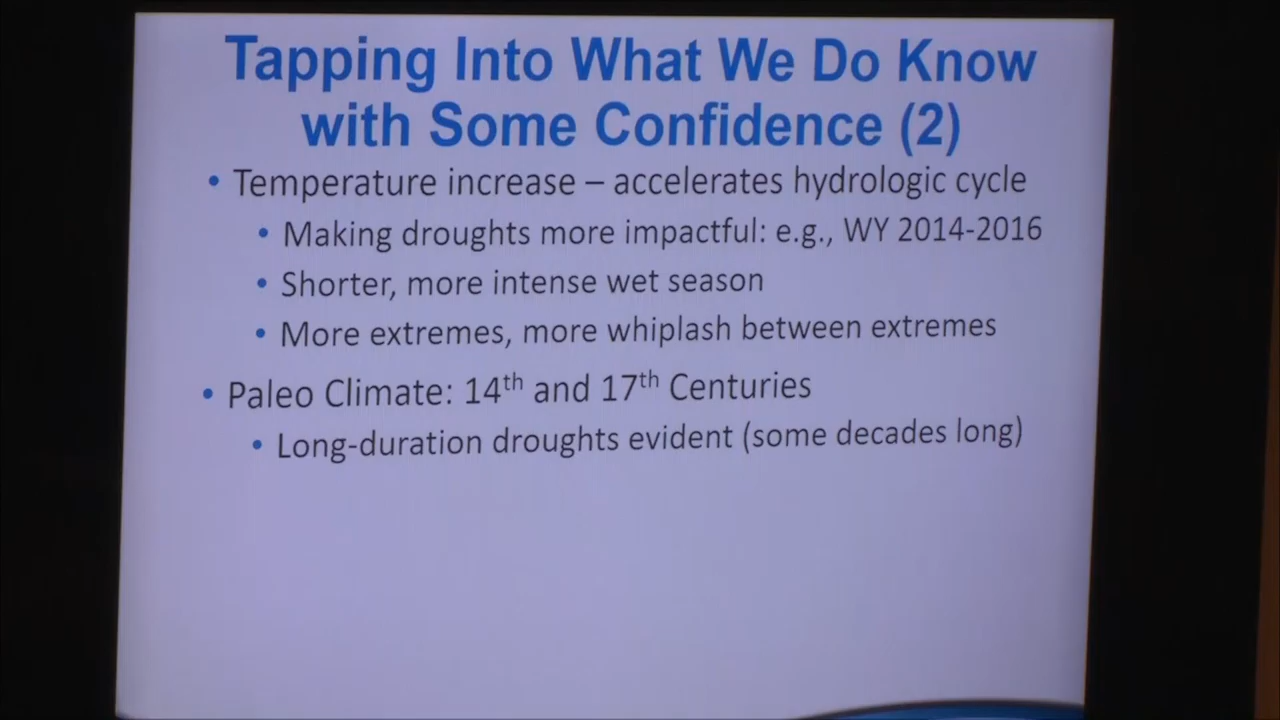 Tapping Into What We Do Know
with Some Confidence (2)
• Temperature increase – accelerates hydrologic cycle
• Making droughts more impactful: e.g., WY 2014-2016
• Shorter, more intense wet season
• More extremes, more whiplash between extremes
• Paleo Climate: 14th and 17th Centuries
• Long-duration droughts evident (some decades long)